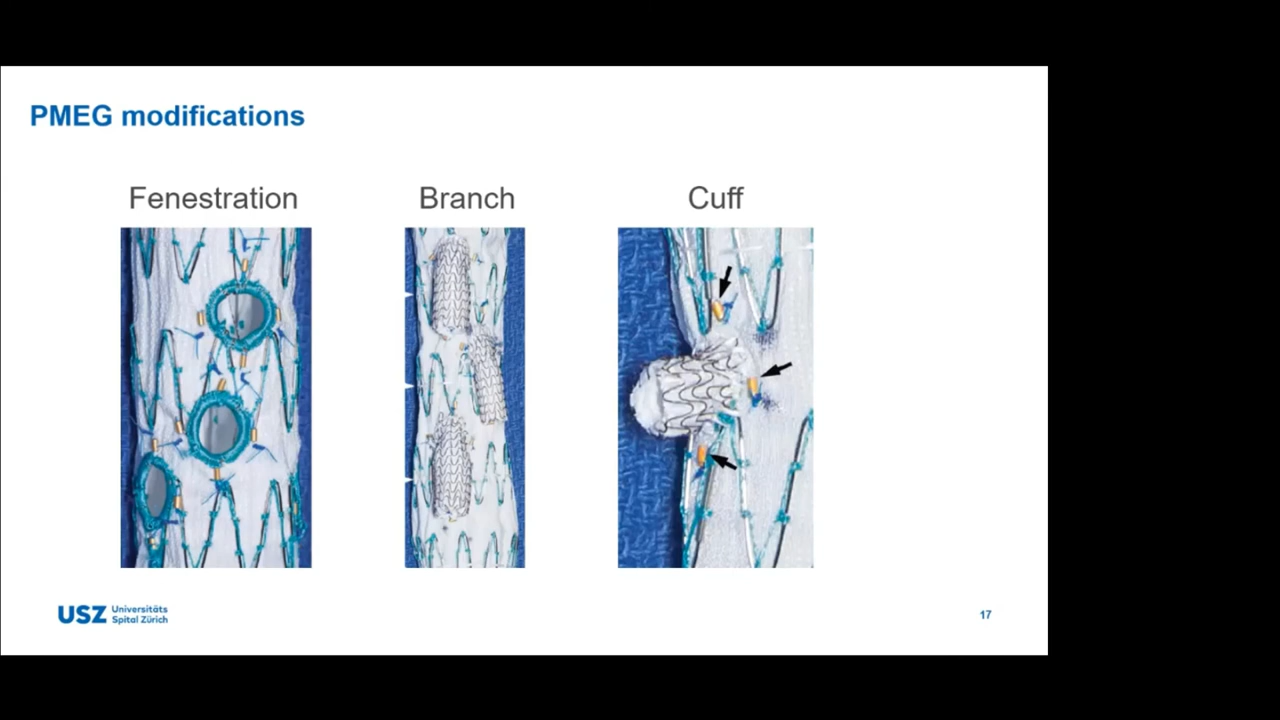 PMEG modifications
Fenestration
Branch
Cuff
USZ Universitäts
Spital Zürich
17